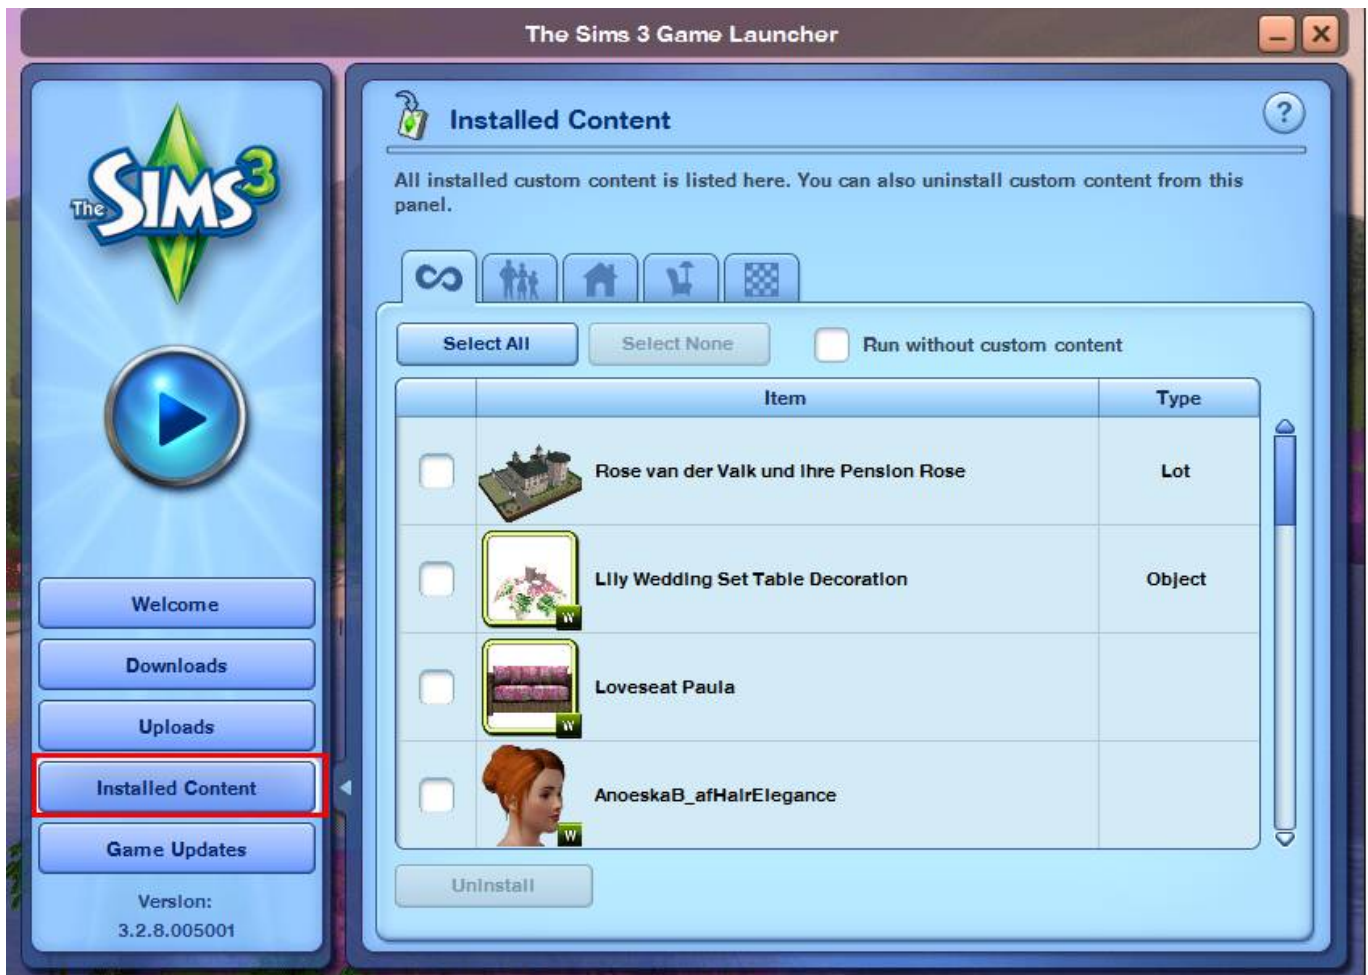 The Sims 3 Game Launcher
The SIMS 3
Welcome
Downloads
Uploads
Installed Content
Game Updates
Version:
3.2.8.005001
Installed Content
?
All installed custom content is listed here. You can also uninstall custom content from this
panel.
Select All
Select None
Run without custom content
Item
Type
Rose van der Valk und Ihre Pension Rose
Lot
Lily Wedding Set Table Decoration
Object
W
Loveseat Paula
W
AnoeskaB_afHairElegance
W
Uninstall